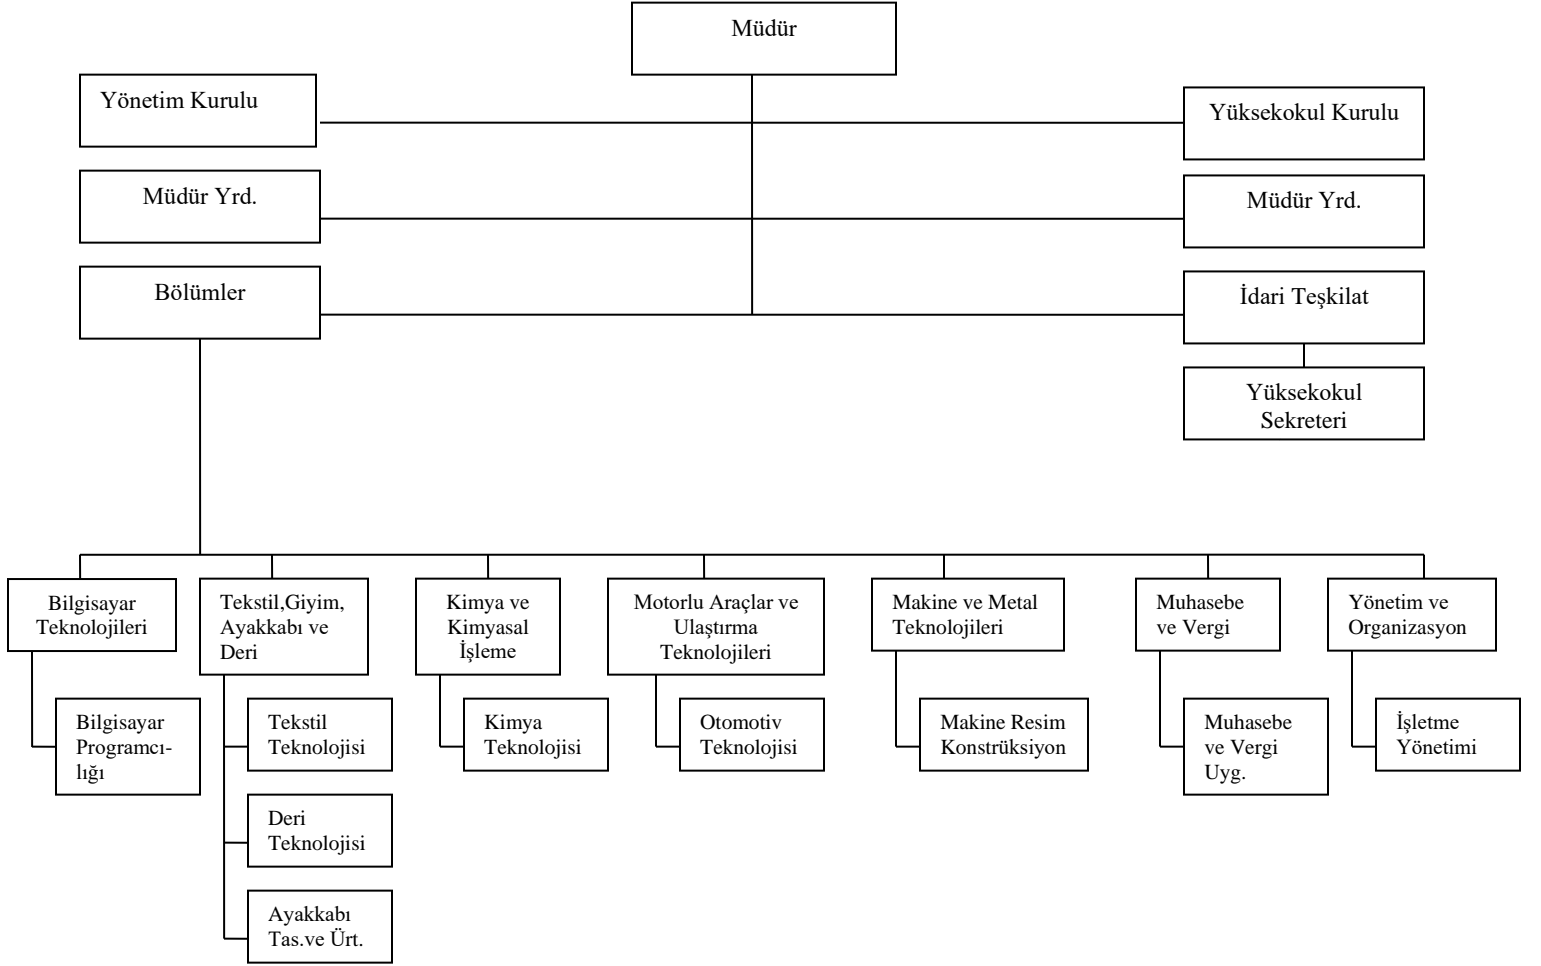 Müdür
Yönetim Kurulu
Yüksekokul Kurulu
Müdür Yrd.
Müdür Yrd.
Bölümler
İdari Teşkilat
Yüksekokul
Sekreteri
Bilgisayar
Teknolojileri
Tekstil,Giyim,
Ayakkabı ve
Deri
Kimya ve
Kimyasal
İşleme
Motorlu Araçlar ve
Ulaştırma
Teknolojileri
Makine ve Metal
Teknolojileri
Muhasebe
ve Vergi
Yönetim ve
Organizasyon
Bilgisayar
Programcı-
lığı
Tekstil
Teknolojisi
Kimya
Teknolojisi
Otomotiv
Teknolojisi
Makine Resim
Konstrüksiyon
Muhasebe
ve Vergi
Uyg.
İşletme
Yönetimi
Deri
Teknolojisi
Ayakkabı
Tas.ve Ürt.